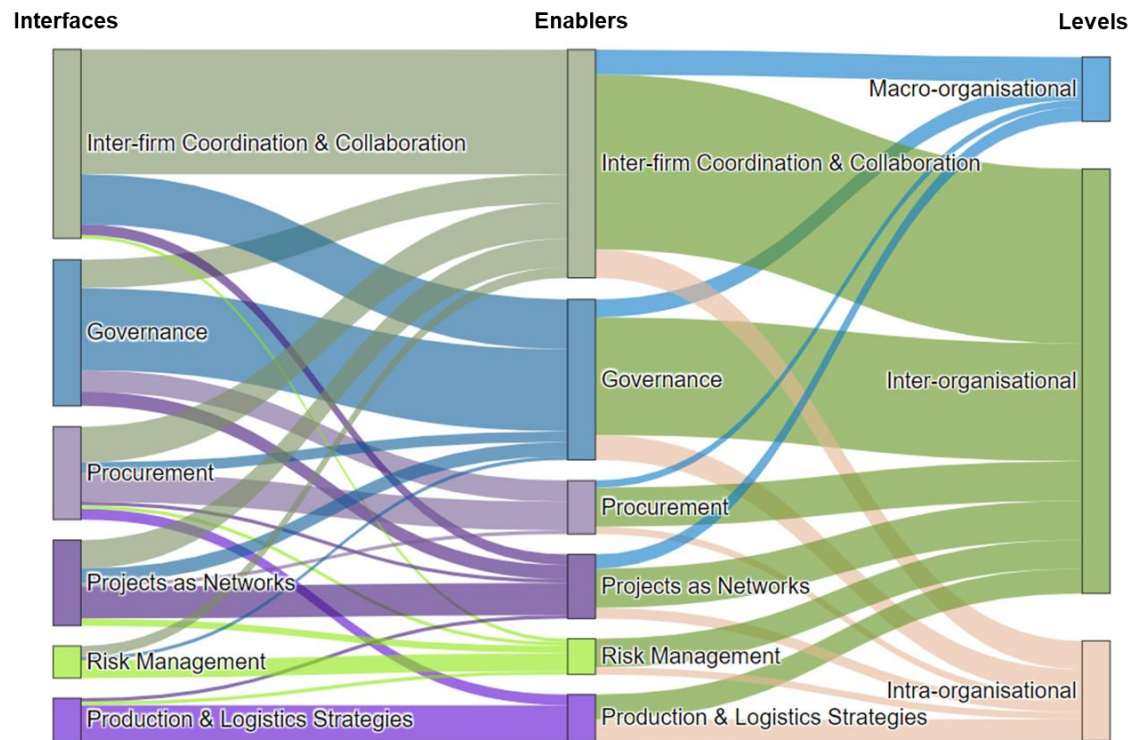 Interfaces
Enablers
Levels
Inter-firm Coordination & Collaboration
Governance
Procurement
Projects as Networks
Risk Management
Production & Logistics Strategies
Inter-firm Coordination & Collaboration
Governance
Procurement
Projects as Networks
Risk Management
Production & Logistics Strategies
Macro-organisational
Inter-organisational
Intra-organisational